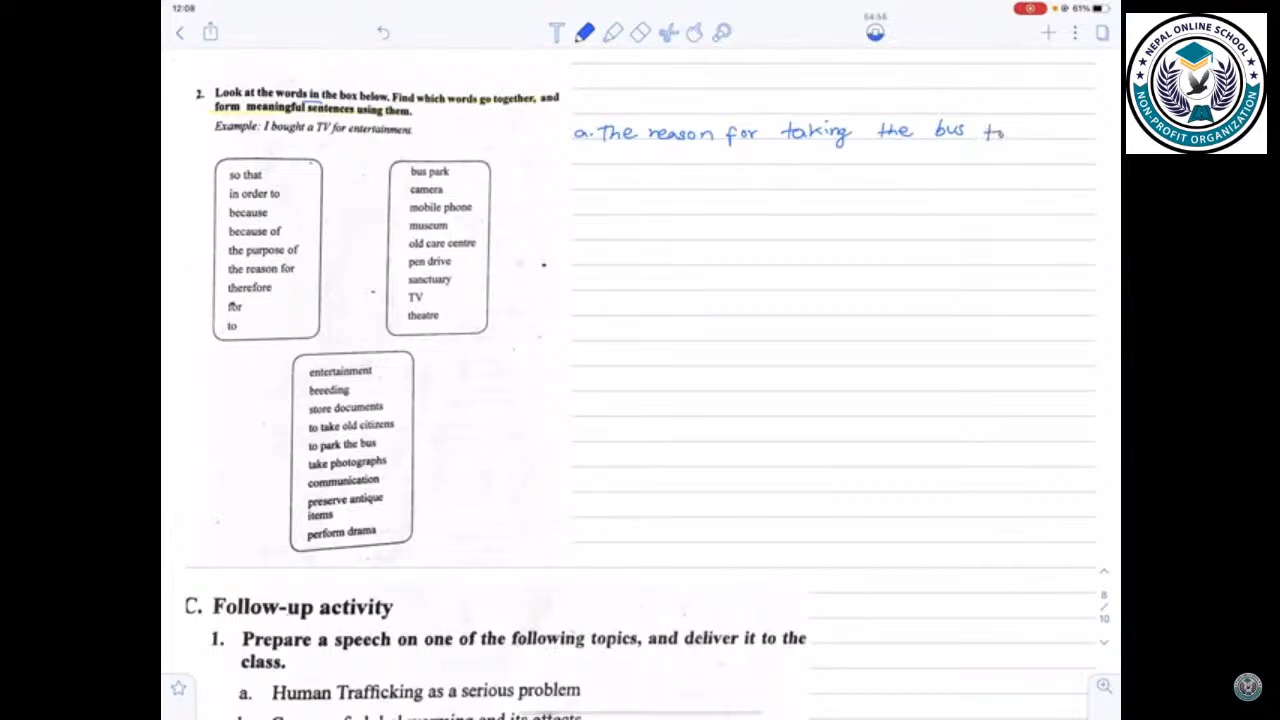 12:08
54:58
61%
NEPAL ONLINE SCHOOL
NON-PROFIT ORGANIZATION
2. Look at the words in the box below. Find which words go together, and
form meaningful sentences using them.
Example: I bought a TV for entertainment.
a. The reason for taking the bus to
so that
in order to
because
because of
the purpose of
the reason for
therefore
for
to
bus park
camera
mobile phone
museum
old care centre
pen drive
sanctuary
TV
theatre
entertainment
breeding
store documents
to take old citizens
to park the bus
take photographs
communication
preserve antique
items
perform drama
8
/
10
C. Follow-up activity
1. Prepare a speech on one of the following topics, and deliver it to the
class.
a. Human Trafficking as a serious problem